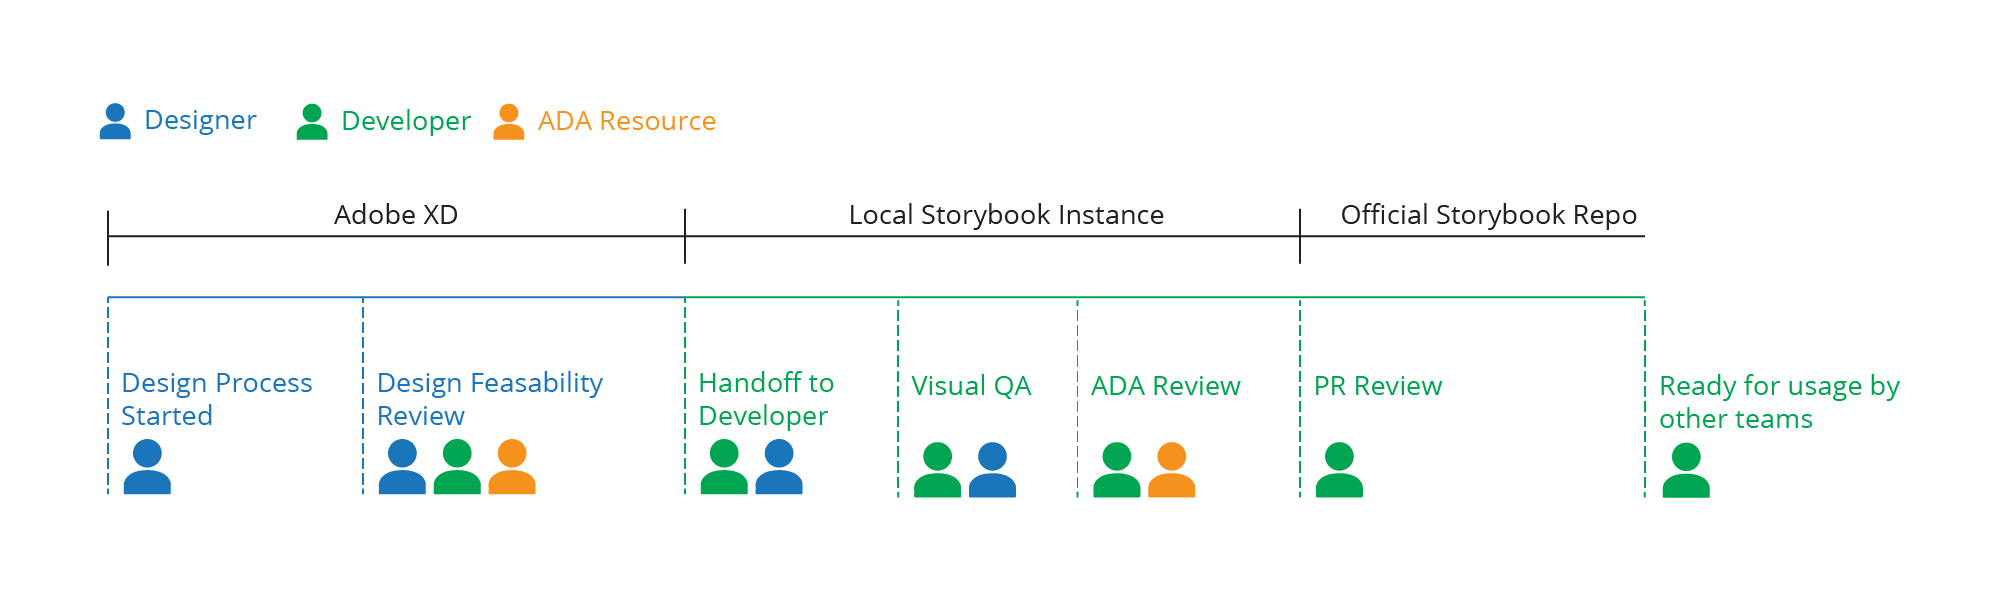 Designer
Developer
ADA Resource
Adobe XD
Local Storybook Instance
Official Storybook Repo
Design Process
Started
Design Feasability
Review
Handoff to
Developer
Visual QA
ADA Review
PR Review
Ready for usage by
other teams